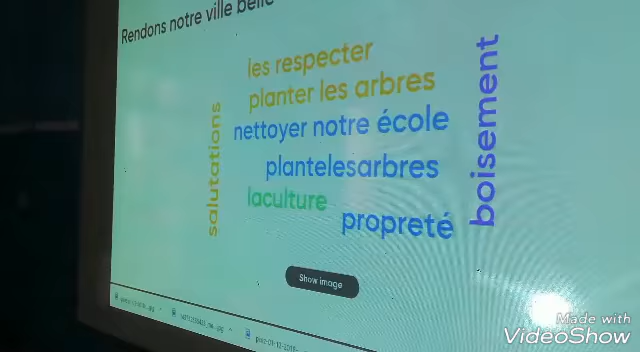 Rendons notre ville belle
les respecter
planter les arbres
salutations
nettoyer notre école
boisement
plantelesarbres
laculture
propreté
Show image
Made with
VideoShow